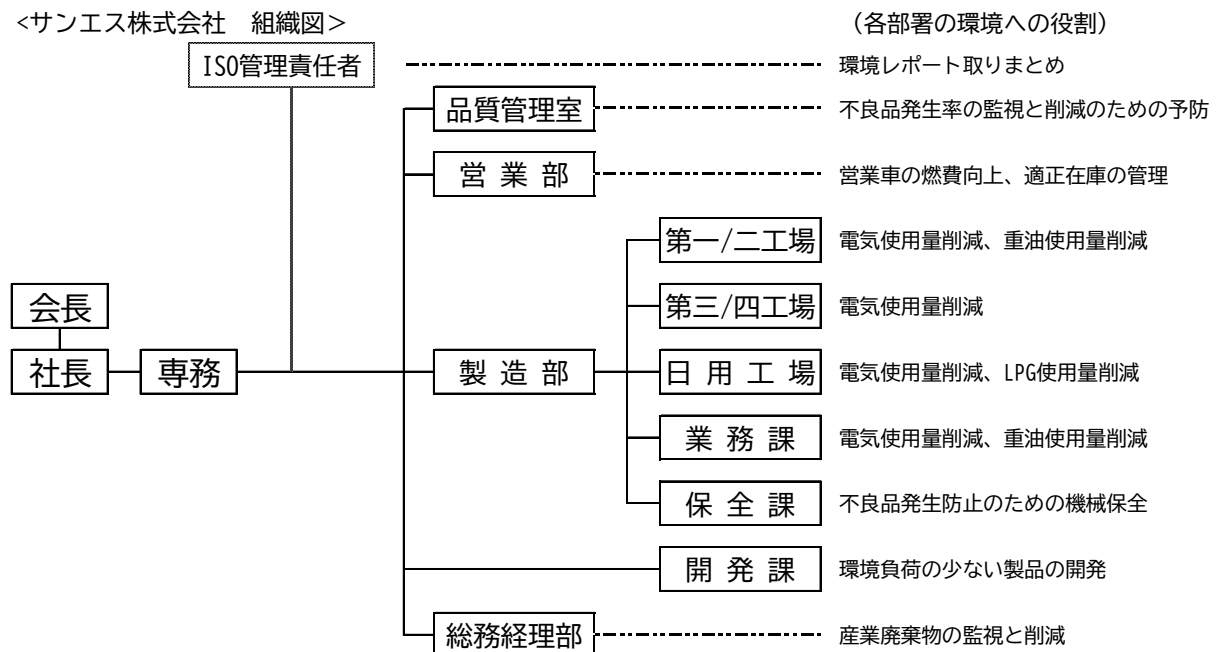 <サンエス株式会社　組織図>
（各部署の環境への役割）
ISO管理責任者
環境レポート取りまとめ
品質管理室
不良品発生率の監視と削減のための予防
営 業 部
営業車の燃費向上、適正在庫の管理
第一/二工場
電気使用量削減、重油使用量削減
第三/四工場
電気使用量削減
会長
社長
専務
製 造 部
日 用 工 場
電気使用量削減、LPG使用量削減
業 務 課
電気使用量削減、重油使用量削減
保 全 課
不良品発生防止のための機械保全
開 発 課
環境負荷の少ない製品の開発
総務経理部
産業廃棄物の監視と削減